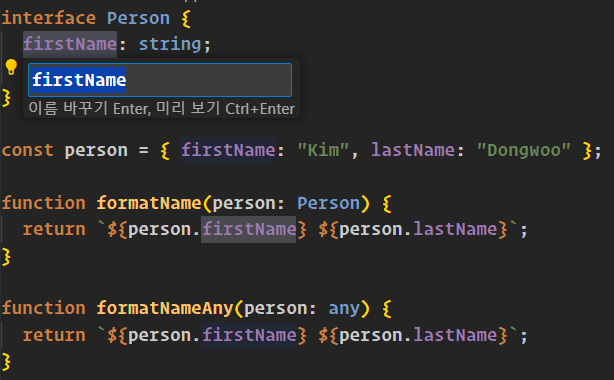 interface Person {
firstName: string;
firstName
이름 바꾸기 Enter, 미리 보기 Ctrl+Enter
}
const person = { firstName: "Kim", lastName: "Dongwoo" };
function formatName(person: Person) {
return `${person.firstName} ${person.lastName}`;
}
function formatNameAny(person: any) {
return `${person.firstName} ${person.lastName}`;
}